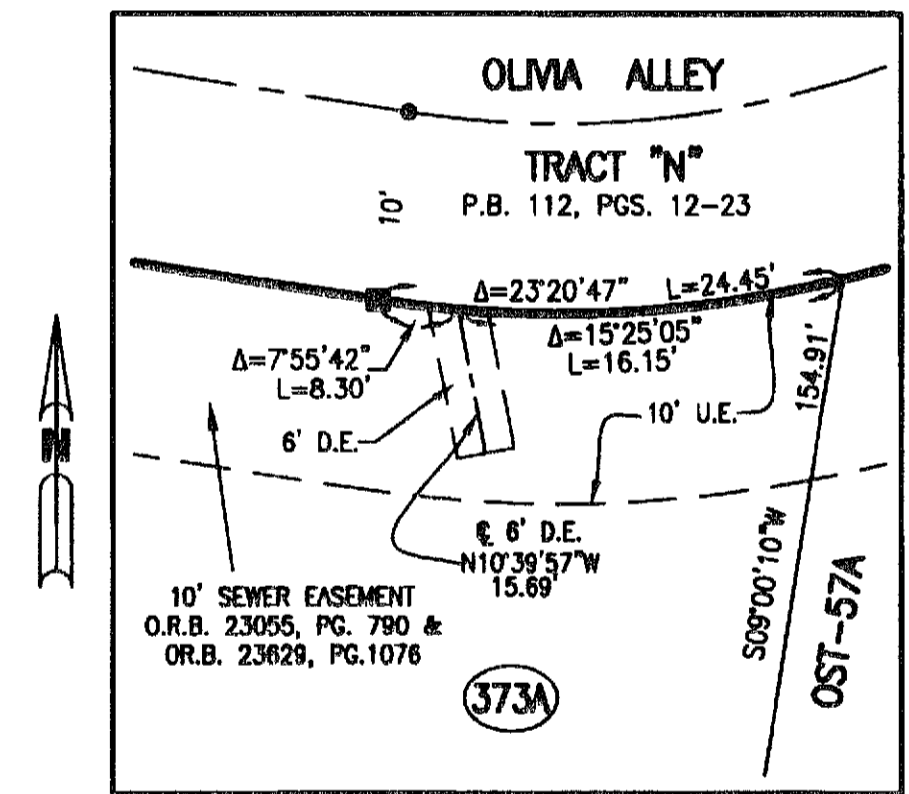 OLIVIA ALLEY
TRACT "N"
P.B. 112, PGS. 12-23
10'
Δ=23°20'47" L=24.45'
Δ=15°25'05"
L=16.15'
Δ=7°55'42"
L=8.30'
154.91'
10' U.E.
6' D.E.
N
℄ 6' D.E.
N10°39'57"W
15.69'
S09°00'10"W
OST-57A
10' SEWER EASEMENT
O.R.B. 23055, PG. 790 &
OR.B. 23629, PG.1076
373A